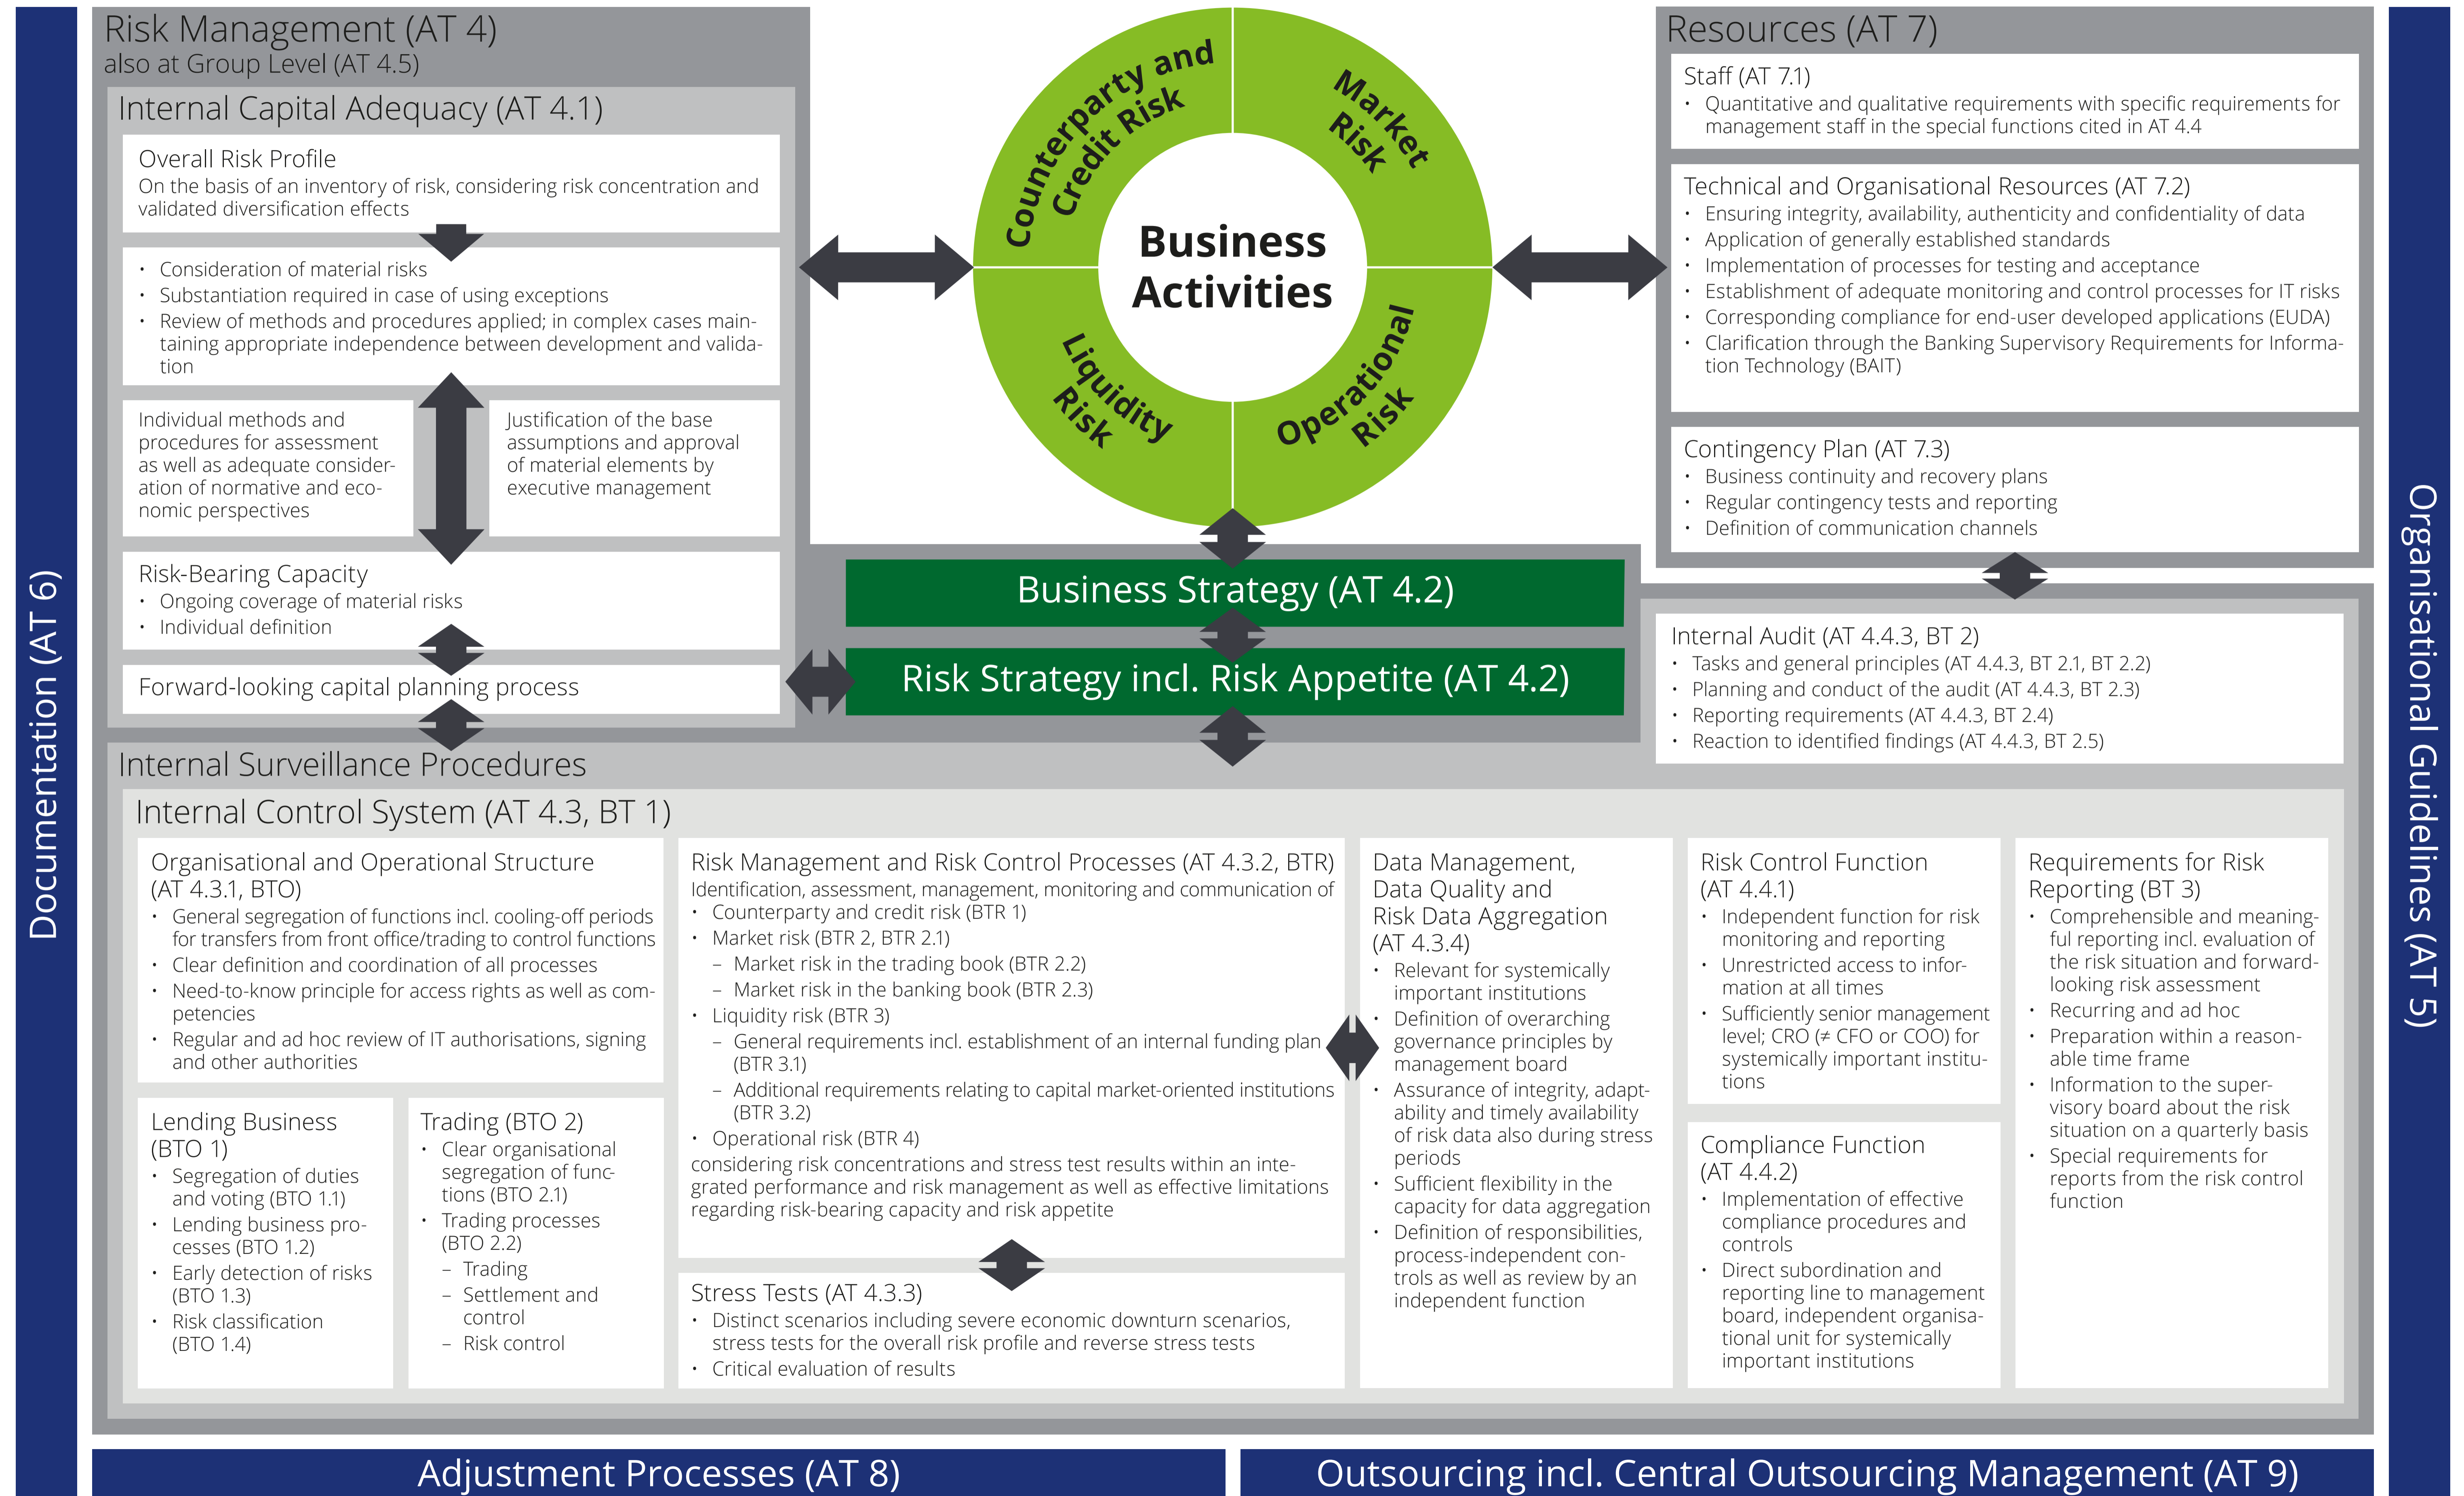 Documentation (AT 6)
Risk Management (AT 4)
also at Group Level (AT 4.5)
Internal Capital Adequacy (AT 4.1)
Overall Risk Profile
On the basis of an inventory of risk, considering risk concentration and
validated diversification effects
• Consideration of material risks
• Substantiation required in case of using exceptions
• Review of methods and procedures applied; in complex cases main-
taining appropriate independence between development and valida-
tion
Individual methods and
procedures for assessment
as well as adequate consider-
ation of normative and eco-
nomic perspectives
Justification of the base
assumptions and approval
of material elements by
executive management
Risk-Bearing Capacity
• Ongoing coverage of material risks
• Individual definition
Forward-looking capital planning process
Counterparty and
Credit Risk
Market
Risk
Liquidity
Risk
Operational
Risk
Business
Activities
Business Strategy (AT 4.2)
Risk Strategy incl. Risk Appetite (AT 4.2)
Resources (AT 7)
Staff (AT 7.1)
• Quantitative and qualitative requirements with specific requirements for
management staff in the special functions cited in AT 4.4
Technical and Organisational Resources (AT 7.2)
• Ensuring integrity, availability, authenticity and confidentiality of data
• Application of generally established standards
• Implementation of processes for testing and acceptance
• Establishment of adequate monitoring and control processes for IT risks
• Corresponding compliance for end-user developed applications (EUDA)
• Clarification through the Banking Supervisory Requirements for Informa-
tion Technology (BAIT)
Contingency Plan (AT 7.3)
• Business continuity and recovery plans
• Regular contingency tests and reporting
• Definition of communication channels
Internal Audit (AT 4.4.3, BT 2)
• Tasks and general principles (AT 4.4.3, BT 2.1, BT 2.2)
• Planning and conduct of the audit (AT 4.4.3, BT 2.3)
• Reporting requirements (AT 4.4.3, BT 2.4)
• Reaction to identified findings (AT 4.4.3, BT 2.5)
Organisational Guidelines (AT 5)
Internal Surveillance Procedures
Internal Control System (AT 4.3, BT 1)
Organisational and Operational Structure
(AT 4.3.1, BTO)
• General segregation of functions incl. cooling-off periods
for transfers from front office/trading to control functions
• Clear definition and coordination of all processes
• Need-to-know principle for access rights as well as com-
petencies
• Regular and ad hoc review of IT authorisations, signing
and other authorities
Lending Business
(BTO 1)
• Segregation of duties
and voting (BTO 1.1)
• Lending business pro-
cesses (BTO 1.2)
• Early detection of risks
(BTO 1.3)
• Risk classification
(BTO 1.4)
Trading (BTO 2)
• Clear organisational
segregation of func-
tions (BTO 2.1)
• Trading processes
(BTO 2.2)
– Trading
– Settlement and
control
– Risk control
Risk Management and Risk Control Processes (AT 4.3.2, BTR)
Identification, assessment, management, monitoring and communication of
• Counterparty and credit risk (BTR 1)
• Market risk (BTR 2, BTR 2.1)
– Market risk in the trading book (BTR 2.2)
– Market risk in the banking book (BTR 2.3)
• Liquidity risk (BTR 3)
– General requirements incl. establishment of an internal funding plan
(BTR 3.1)
– Additional requirements relating to capital market-oriented institutions
(BTR 3.2)
• Operational risk (BTR 4)
considering risk concentrations and stress test results within an inte-
grated performance and risk management as well as effective limitations
regarding risk-bearing capacity and risk appetite
Stress Tests (AT 4.3.3)
• Distinct scenarios including severe economic downturn scenarios,
stress tests for the overall risk profile and reverse stress tests
• Critical evaluation of results
Data Management,
Data Quality and
Risk Data Aggregation
(AT 4.3.4)
• Relevant for systemically
important institutions
• Definition of overarching
governance principles by
management board
• Assurance of integrity, adapt-
ability and timely availability
of risk data also during stress
periods
• Sufficient flexibility in the
capacity for data aggregation
• Definition of responsibilities,
process-independent con-
trols as well as review by an
independent function
Risk Control Function
(AT 4.4.1)
• Independent function for risk
monitoring and reporting
• Unrestricted access to infor-
mation at all times
• Sufficiently senior management
level; CRO (≠ CFO or COO) for
systemically important institu-
tions
Compliance Function
(AT 4.4.2)
• Implementation of effective
compliance procedures and
controls
• Direct subordination and
reporting line to management
board, independent organisa-
tional unit for systemically
important institutions
Requirements for Risk
Reporting (BT 3)
• Comprehensible and meaning-
ful reporting incl. evaluation of
the risk situation and forward-
looking risk assessment
• Recurring and ad hoc
• Preparation within a reason-
able time frame
• Information to the super-
visory board about the risk
situation on a quarterly basis
• Special requirements for
reports from the risk control
function
Adjustment Processes (AT 8)
Outsourcing incl. Central Outsourcing Management (AT 9)